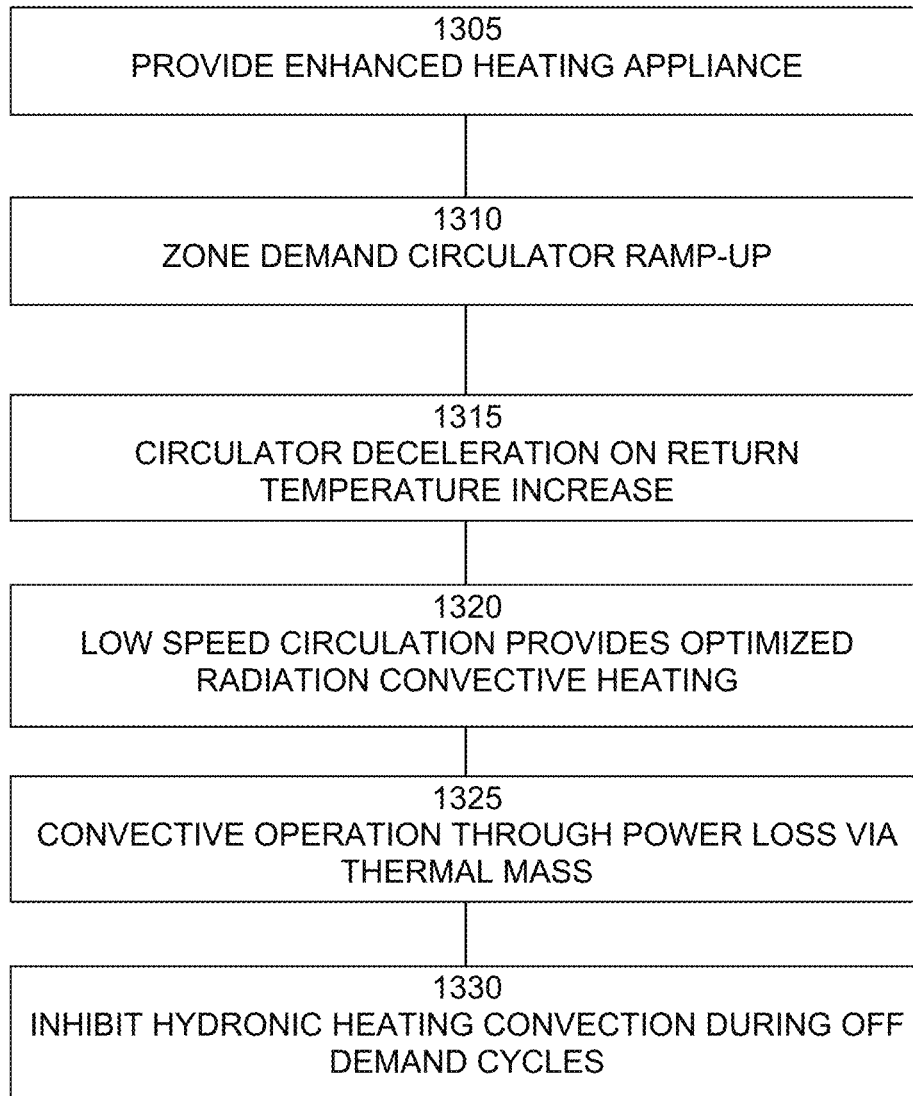 1305
PROVIDE ENHANCED HEATING APPLIANCE
1310
ZONE DEMAND CIRCULATOR RAMP-UP
1315
CIRCULATOR DECELERATION ON RETURN
TEMPERATURE INCREASE
1320
LOW SPEED CIRCULATION PROVIDES OPTIMIZED
RADIATION CONVECTIVE HEATING
1325
CONVECTIVE OPERATION THROUGH POWER LOSS VIA
THERMAL MASS
1330
INHIBIT HYDRONIC HEATING CONVECTION DURING OFF
DEMAND CYCLES